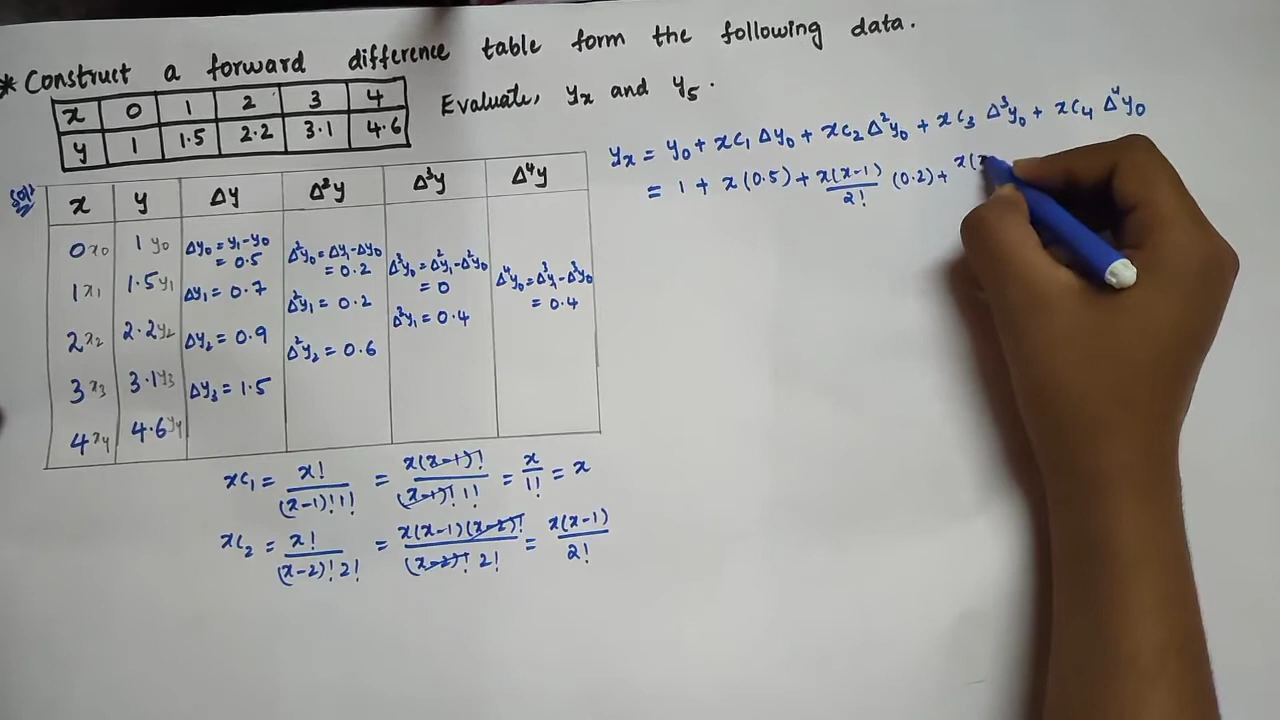 * Construct a forward difference table form the following data.
x 0 1 2 3 4
y 1 1.5 2.2 3.1 4.6
Evaluate, yₓ and y₅.
yₓ = y₀ + xC₁ Δy₀ + xC₂ Δ²y₀ + xC₃ Δ³y₀ + xC₄ Δ⁴y₀
= 1 + x(0.5) + x(x-1)/2! (0.2) + x(x
Sol:
x y Δy Δ²y Δ³y Δ⁴y
0 x₀ 1 y₀ Δy₀ = y₁-y₀ = 0.5 Δ²y₀ = Δy₁-Δy₀ = 0.2 Δ³y₀ = Δ²y₁-Δ²y₀ = 0 Δ⁴y₀ = Δ³y₁-Δ³y₀ = 0.4
1 x₁ 1.5 y₁ Δy₁ = 0.7 Δ²y₁ = 0.2 Δ³y₁ = 0.4
2 x₂ 2.2 y₂ Δy₂ = 0.9 Δ²y₂ = 0.6
3 x₃ 3.1 y₃ Δy₃ = 1.5
4 x₄ 4.6 y₄
xC₁ = x!/(x-1)! 1! = x(x-1)!/(x-1)! 1! = x/1! = x
xC₂ = x!/(x-2)! 2! = x(x-1)(x-2)!/(x-2)! 2! = x(x-1)/2!